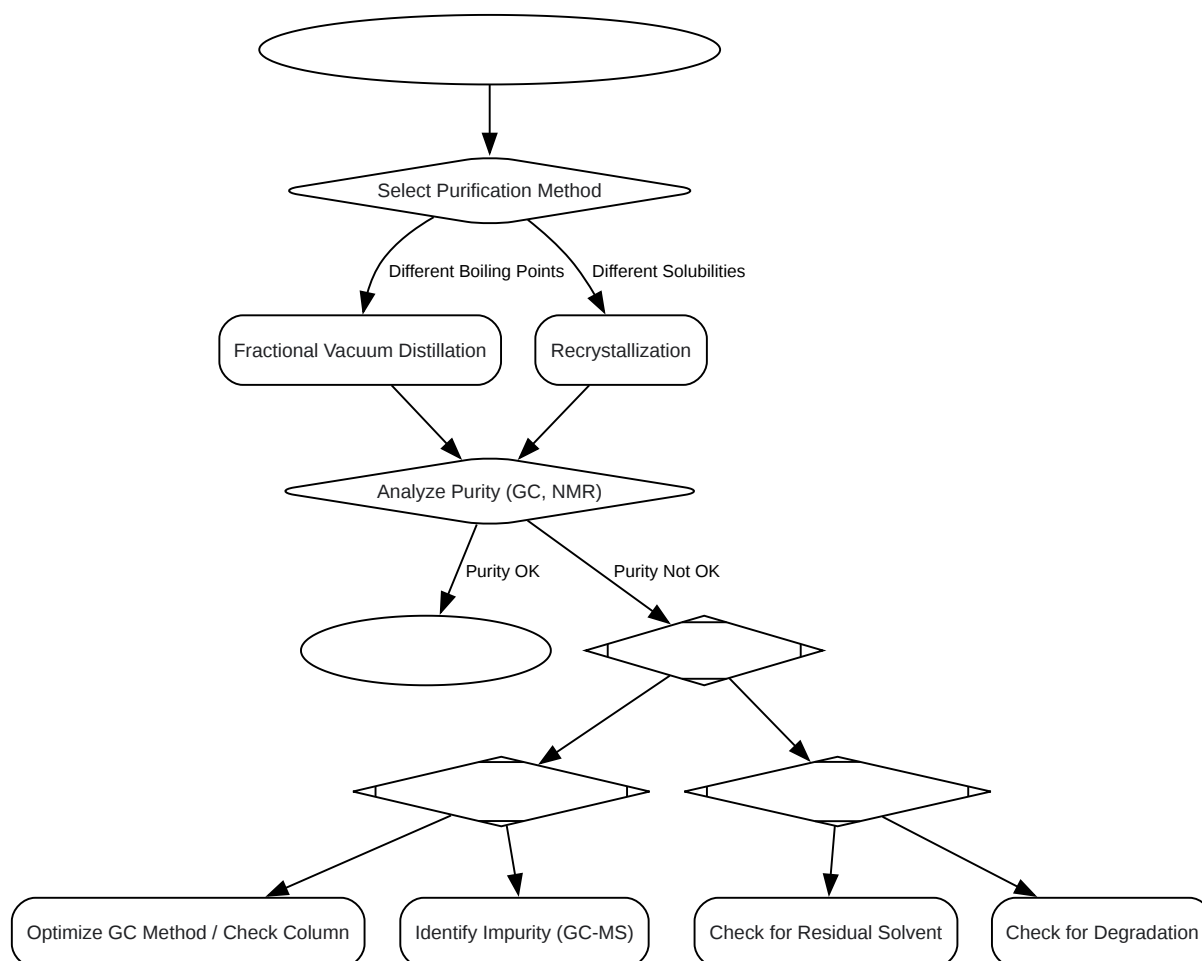 Select Purification Method
Different Boiling Points
Different Solubilities
Fractional Vacuum Distillation
Recrystallization
Analyze Purity (GC, NMR)
Purity OK
Purity Not OK
Optimize GC Method / Check Column
Identify Impurity (GC-MS)
Check for Residual Solvent
Check for Degradation